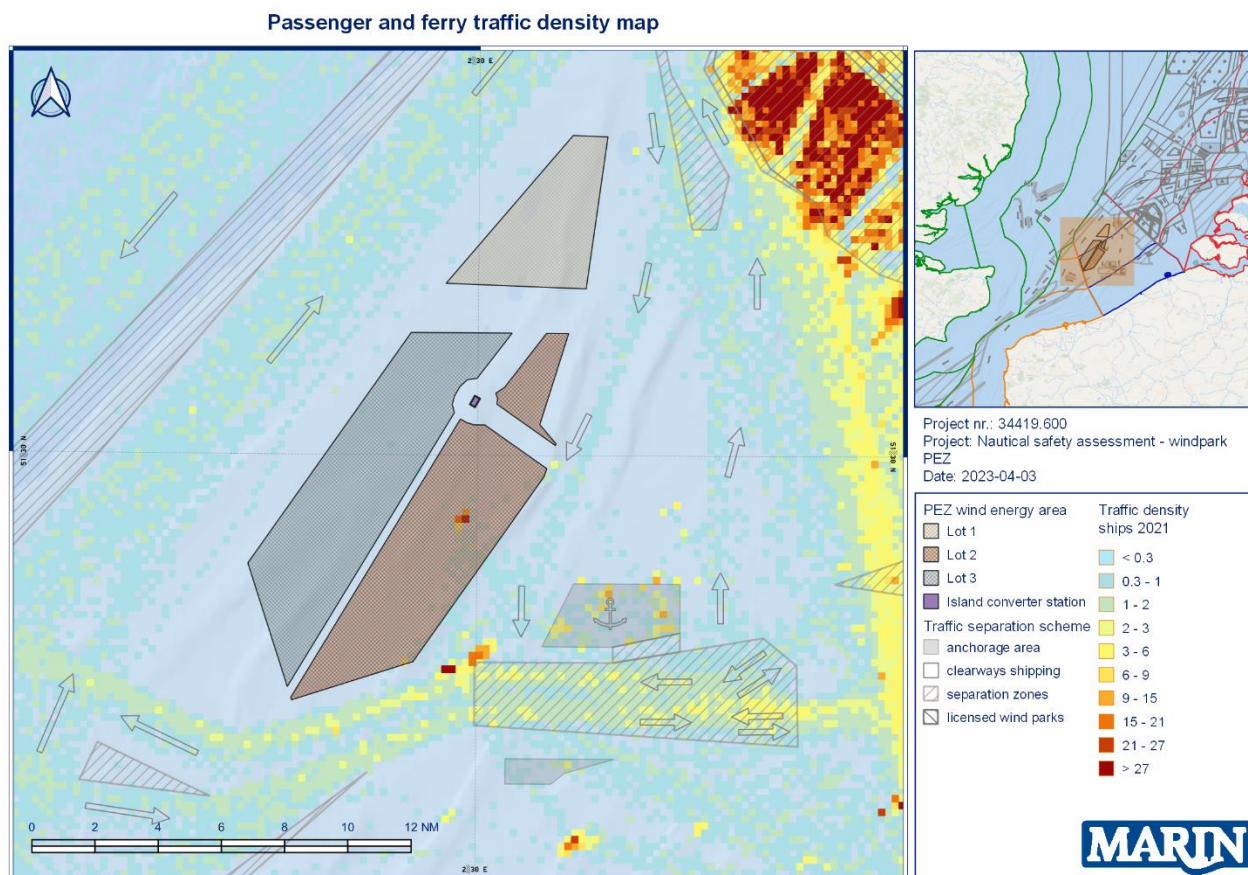 Passenger and ferry traffic density map
2°30 E
51°30 N
51°30 N
0 2 4 6 8 10 12 NM
2°30 E
Project nr.: 34419.600
Project: Nautical safety assessment - windpark
PEZ
Date: 2023-04-03
PEZ wind energy area
Lot 1
Lot 2
Lot 3
Island converter station
Traffic separation scheme
anchorage area
clearways shipping
separation zones
licensed wind parks
Traffic density
ships 2021
< 0.3
0.3 - 1
1 - 2
2 - 3
3 - 6
6 - 9
9 - 15
15 - 21
21 - 27
> 27
MARIN